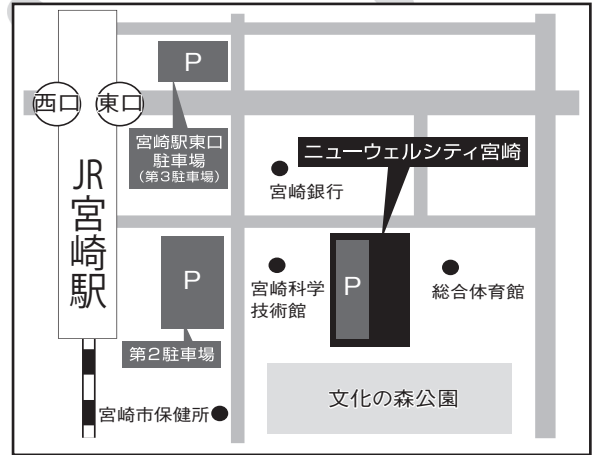 P
西口
東口
宮崎駅東口
駐車場
(第3駐車場)
ニューウェルシティ宮崎
宮崎銀行
JR宮崎駅
P
宮崎科学
技術館
P
総合体育館
第2駐車場
文化の森公園
宮崎市保健所